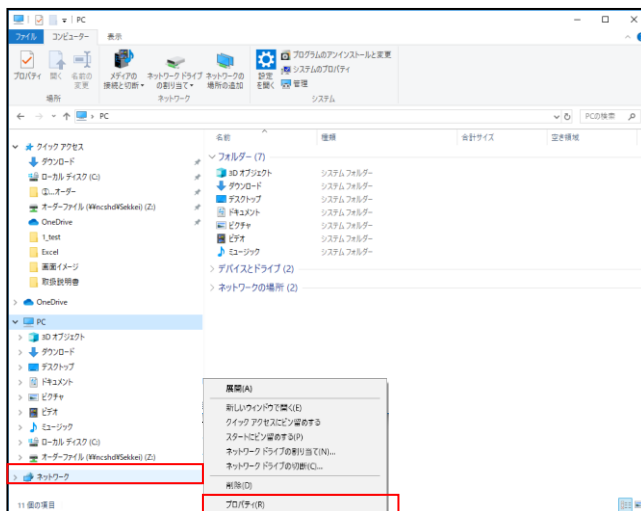 PC
ファイル コンピューター 表示
プロパティ 開く 名前の変更 メディアの接続と切断 ネットワーク ドライブの割り当て ネットワークの場所の追加 設定を開く プログラムのアンインストールと変更
システムのプロパティ
管理
場所 ネットワーク システム
PC PCの検索
名前 種類 合計サイズ 空き領域
クイック アクセス
ダウンロード
ローカル ディスク (C:)
①...オーダー
オーダーファイル (¥¥ncshd¥Sekkei) (Z:)
OneDrive
1_test
Excel
画面イメージ
取扱説明書
OneDrive
PC
3D オブジェクト
ダウンロード
デスクトップ
ドキュメント
ピクチャ
ビデオ
ミュージック
ローカル ディスク (C:)
オーダーファイル (¥¥ncshd¥Sekkei) (Z:)
ネットワーク
11 個の項目
フォルダー (7)
3D オブジェクト システム フォルダー
ダウンロード システム フォルダー
デスクトップ システム フォルダー
ドキュメント システム フォルダー
ピクチャ システム フォルダー
ビデオ システム フォルダー
ミュージック システム フォルダー
デバイスとドライブ (2)
ネットワークの場所 (2)
展開(A)
新しいウィンドウで開く(E)
クイック アクセスにピン留めする
スタートにピン留めする(P)
ネットワーク ドライブの割り当て(N)...
ネットワーク ドライブの切断(C)...
削除(D)
プロパティ(R)